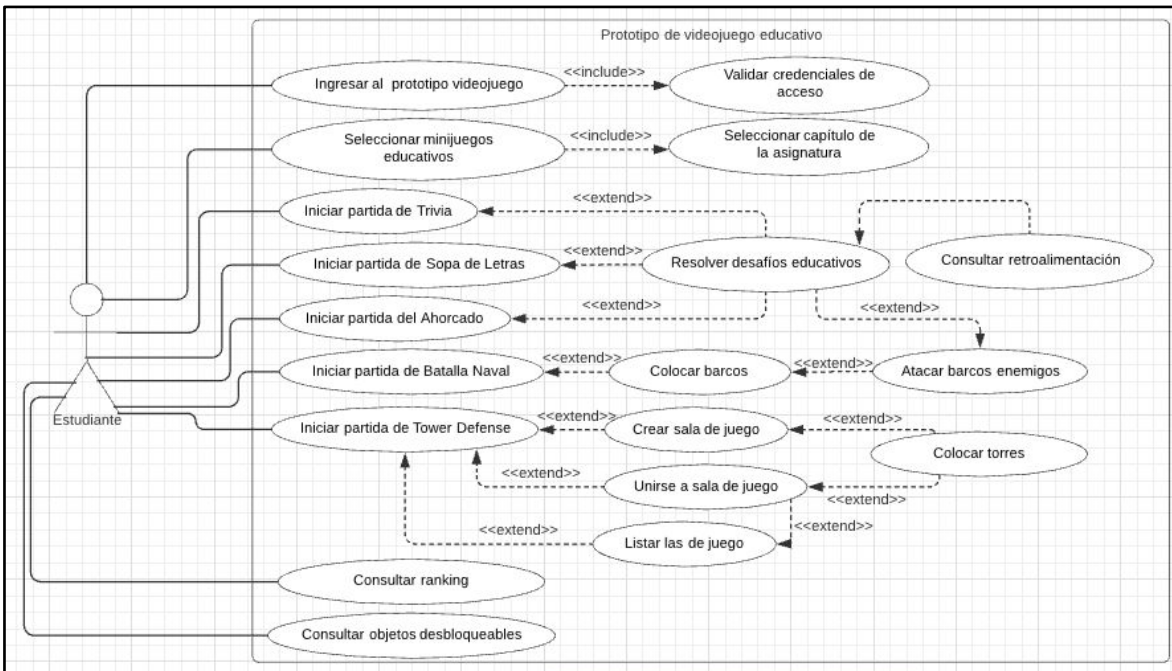 Prototipo de videojuego educativo
Ingresar al prototipo videojuego
<<include>>
Validar credenciales de
acceso
Seleccionar minijuegos
educativos
<<include>>
Seleccionar capítulo de
la asignatura
Iniciar partida de Trivia
<<extend>>
Iniciar partida de Sopa de Letras
<<extend>>
Resolver desafíos educativos
Consultar retroalimentación
Iniciar partida del Ahorcado
<<extend>>
<<extend>>
Iniciar partida de Batalla Naval
<<extend>>
Colocar barcos
<<extend>>
Atacar barcos enemigos
Estudiante
Iniciar partida de Tower Defense
<<extend>>
Crear sala de juego
<<extend>>
Colocar torres
<<extend>>
Unirse a sala de juego
<<extend>>
<<extend>>
<<extend>>
Listar las de juego
Consultar ranking
Consultar objetos desbloqueables